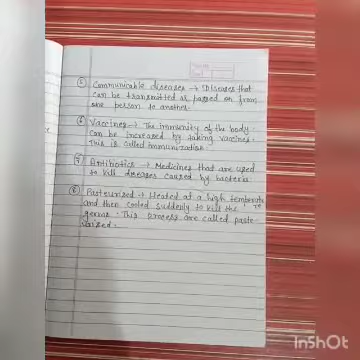 ⑤ Communicable diseases → Diseases that
can be transmitted or passed on from
one person to another.
⑥ Vaccines → The immunity of the body
can be increased by taking vaccines.
This is called immunization.
⑦ Antibiotics → Medicines that are used
to kill diseases caused by bacteria
⑧ Pasteurised → Heated at a high temperature
and then cooled suddenly to kill the
germs. This process are called paste-
urised.
InShOt